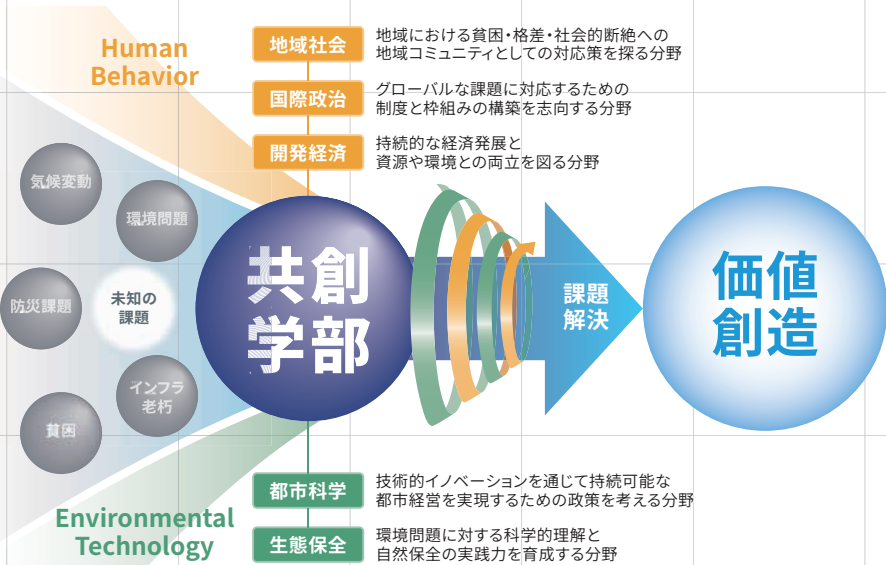 Human
Behavior
地域社会
地域における貧困・格差・社会的断絶への
地域コミュニティとしての対応策を探る分野
国際政治
グローバルな課題に対応するための
制度と枠組みの構築を志向する分野
開発経済
持続的な経済発展と
資源や環境との両立を図る分野
気候変動
環境問題
防災課題
未知の
課題
インフラ
老朽
貧困
共創
学部
課題
解決
価値
創造
都市科学
技術的イノベーションを通じて持続可能な
都市経営を実現するための政策を考える分野
生態保全
環境問題に対する科学的理解と
自然保全の実践力を育成する分野
Environmental
Technology